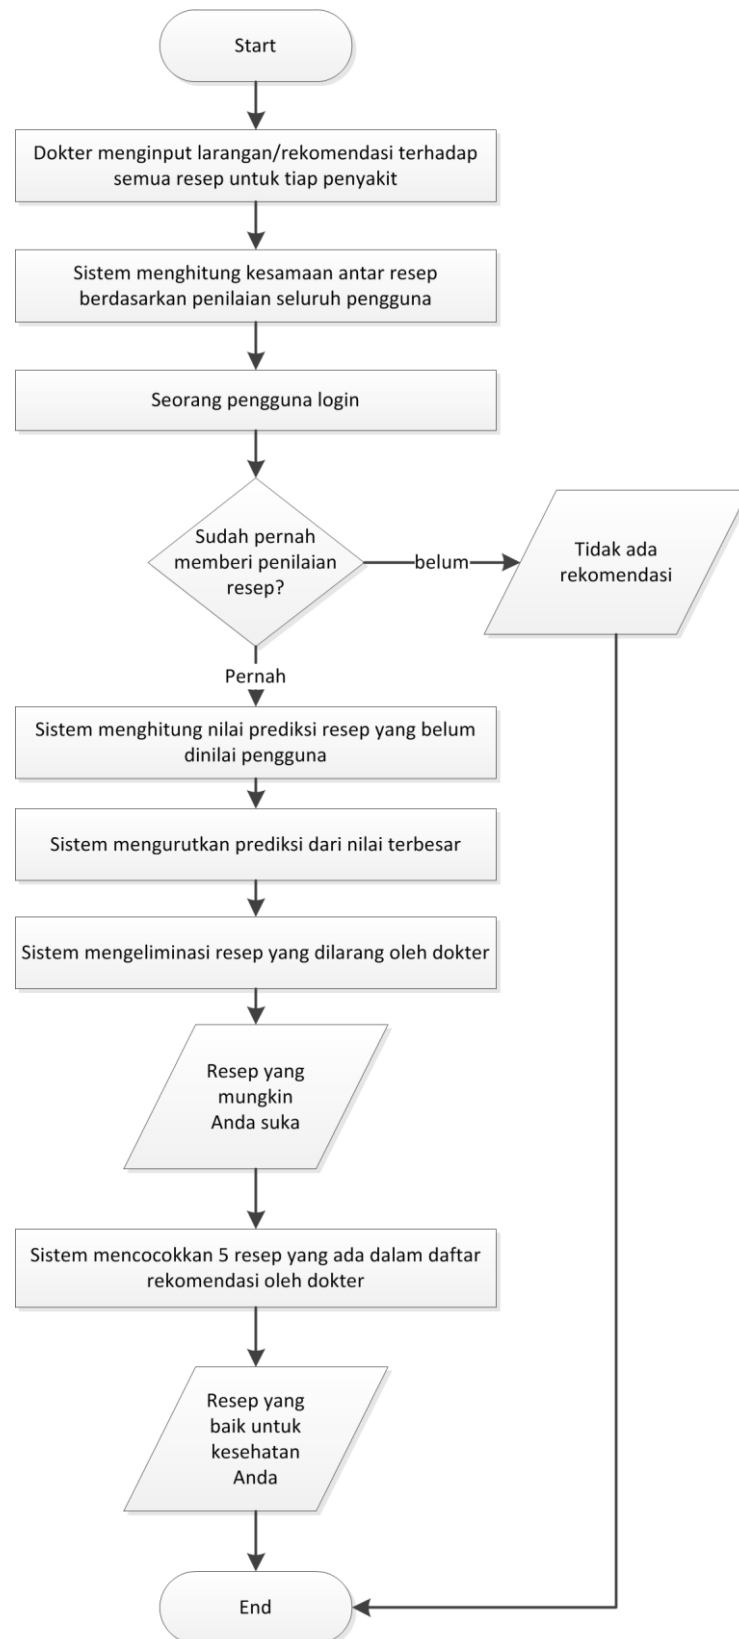 Start
Dokter menginput larangan/rekomendasi terhadap
semua resep untuk tiap penyakit
Sistem menghitung kesamaan antar resep
berdasarkan penilaian seluruh pengguna
Seorang pengguna login
Sudah pernah
memberi penilaian
resep?
belum
Tidak ada
rekomendasi
Pernah
Sistem menghitung nilai prediksi resep yang belum
dinilai pengguna
Sistem mengurutkan prediksi dari nilai terbesar
Sistem mengeliminasi resep yang dilarang oleh dokter
Resep yang
mungkin
Anda suka
Sistem mencocokkan 5 resep yang ada dalam daftar
rekomendasi oleh dokter
Resep yang
baik untuk
kesehatan
Anda
End